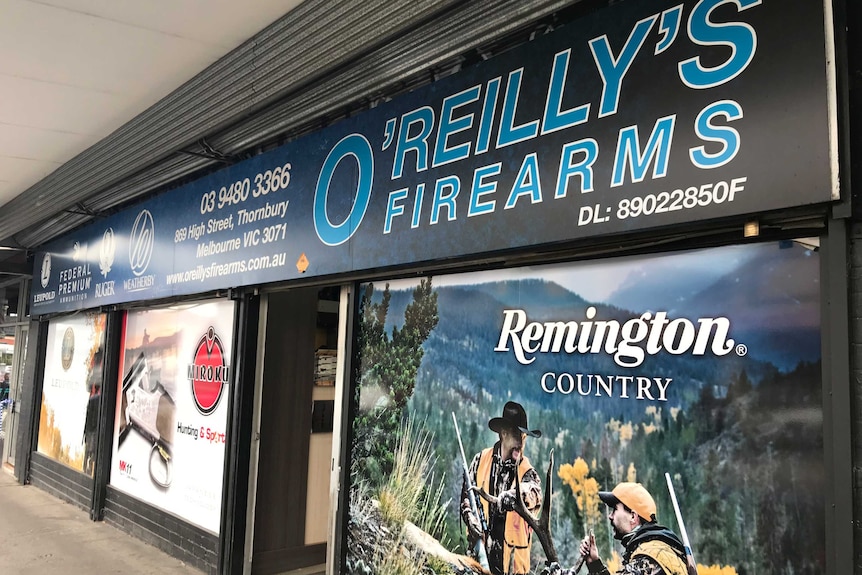 O'REILLY'S
FIREARMS
DL: 89022850F
03 9480 3366
869 High Street, Thornbury
Melbourne VIC 3071
www.oreillysfirearms.com.au
LEUPOLD
FEDERAL
PREMIUM
AMMUNITION
RUGER
WEATHERBY
MIROKU
Hunting & Sport
MK11
Remington®
COUNTRY